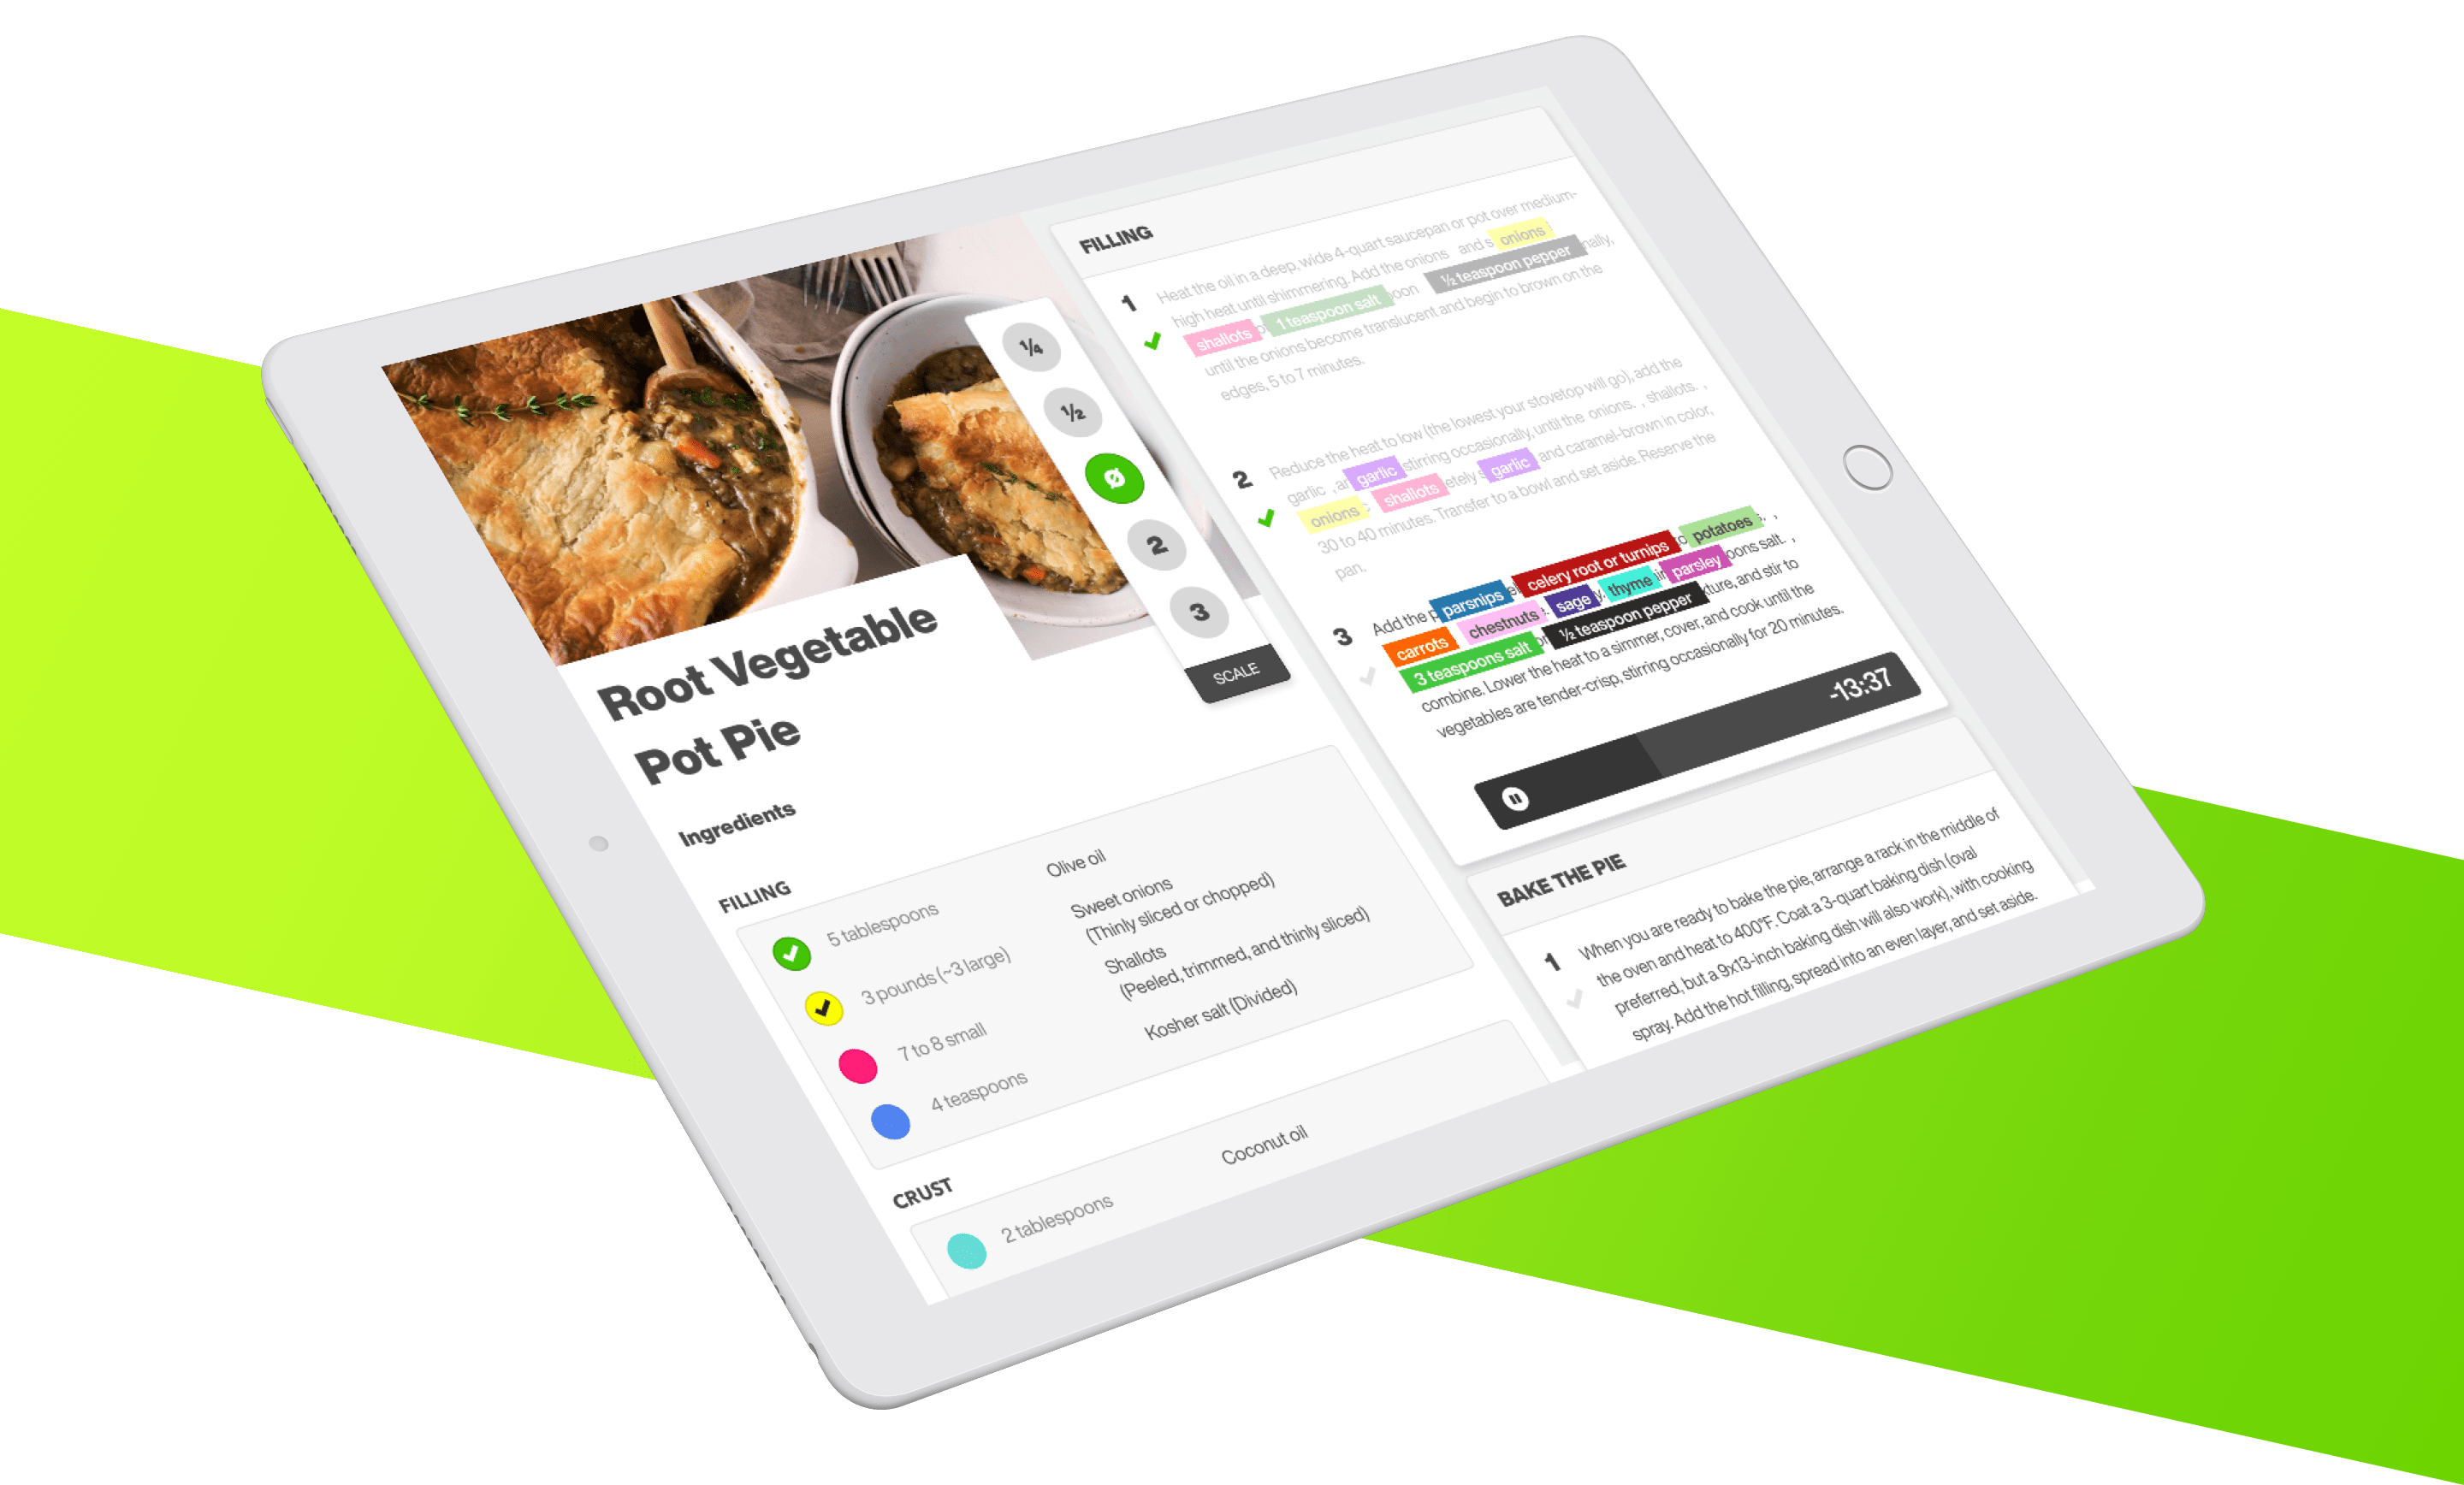 Root Vegetable
Pot Pie
Ingredients
FILLING
5 tablespoons
Olive oil
3 pounds (~3 large)
Sweet onions
(Thinly sliced or chopped)
7 to 8 small
Shallots
(Peeled, trimmed, and thinly sliced)
4 teaspoons
Kosher salt (Divided)
CRUST
2 tablespoons
Coconut oil
¼
½
Ø
2
3
SCALE
FILLING
1
Heat the oil in a deep, wide 4-quart saucepan or pot over medium-
high heat until shimmering. Add the onions and onions
shallots 1 teaspoon salt ½ teaspoon pepper
until the onions become translucent and begin to brown on the
edges, 5 to 7 minutes.
2
Reduce the heat to low (the lowest your stovetop will go), add the
garlic , garlic stirring occasionally, until the onions. , shallots. ,
onions shallots garlic and caramel-brown in color,
30 to 40 minutes. Transfer to a bowl and set aside. Reserve the
pan.
3
Add the parsnips celery root or turnips potatoes
carrots chestnuts sage thyme parsley salt. ,
3 teaspoons salt ½ teaspoon pepper and stir to
combine. Lower the heat to a simmer, cover, and cook until the
vegetables are tender-crisp, stirring occasionally for 20 minutes.
-13:37
BAKE THE PIE
1
When you are ready to bake the pie, arrange a rack in the middle of
the oven and heat to 400°F. Coat a 3-quart baking dish (oval
preferred, but a 9x13-inch baking dish will also work), with cooking
spray. Add the hot filling, spread into an even layer, and set aside.